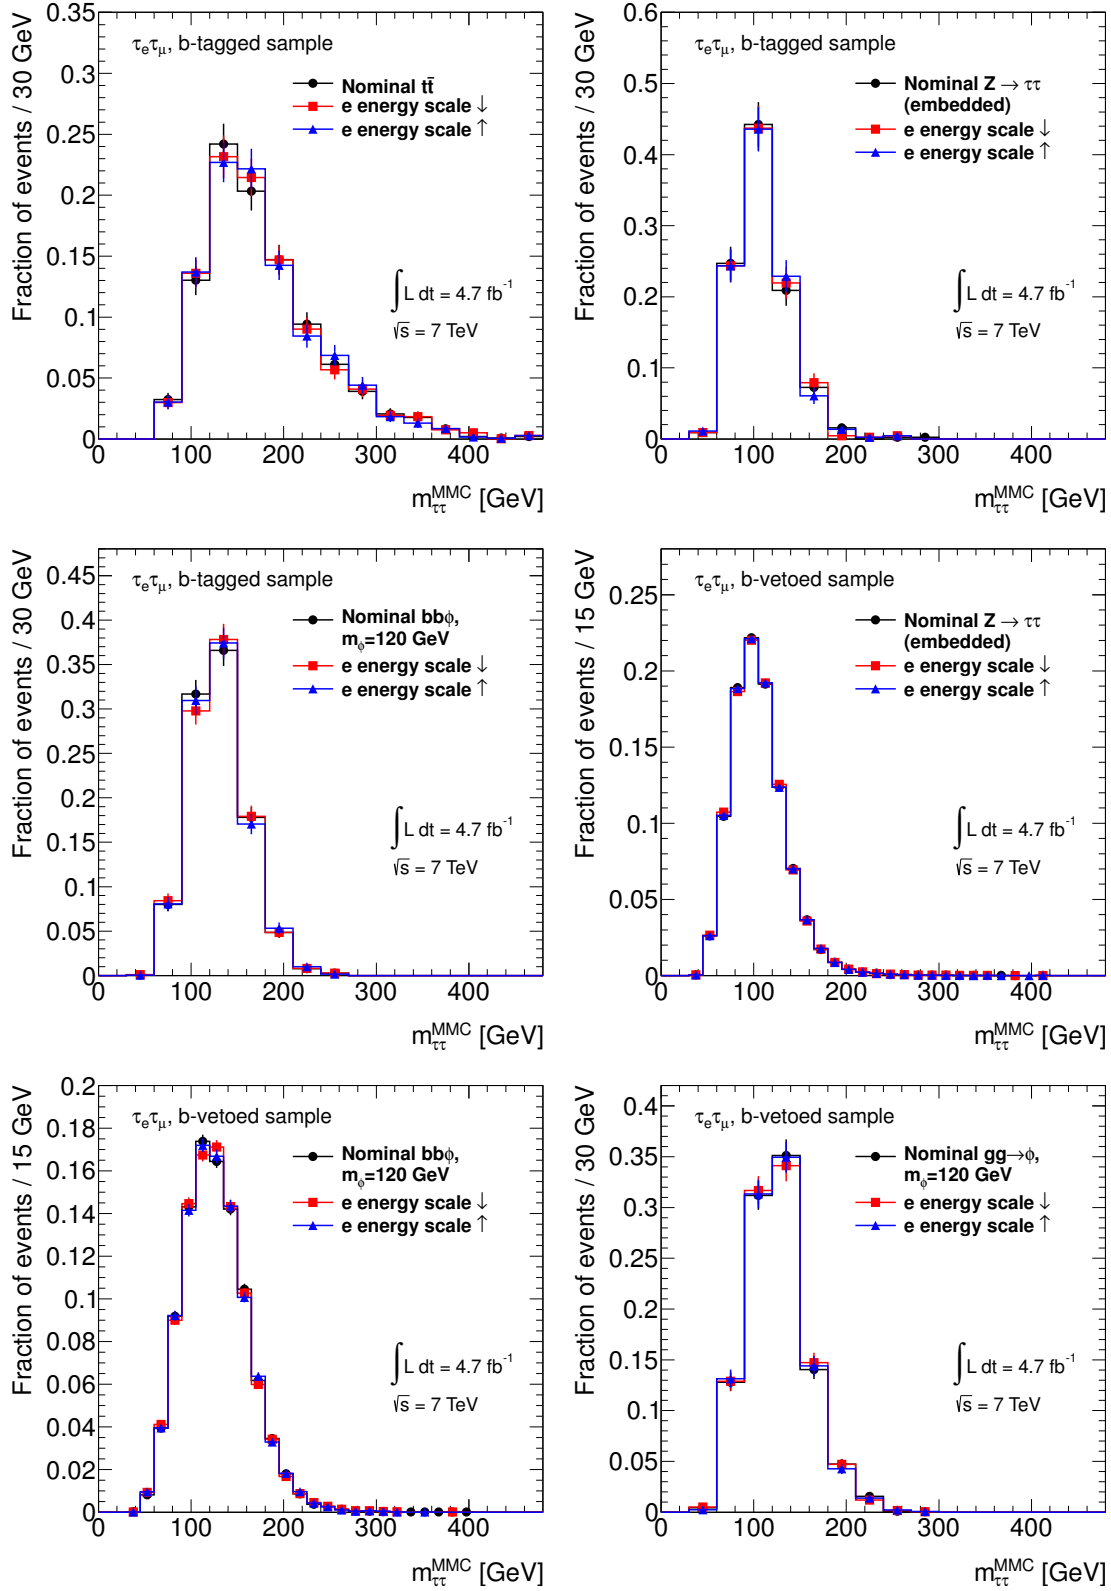 Fraction of events / 30 GeV
τeτμ, b-tagged sample
Nominal tt̄
e energy scale ↓
e energy scale ↑
∫ L dt = 4.7 fb⁻¹
√s = 7 TeV
0.35
0.3
0.25
0.2
0.15
0.1
0.05
0
0 100 200 300 400
mττ^MMC [GeV]
Fraction of events / 30 GeV
τeτμ, b-tagged sample
Nominal Z → ττ
(embedded)
e energy scale ↓
e energy scale ↑
∫ L dt = 4.7 fb⁻¹
√s = 7 TeV
0.6
0.5
0.4
0.3
0.2
0.1
0
0 100 200 300 400
mττ^MMC [GeV]
Fraction of events / 30 GeV
τeτμ, b-tagged sample
Nominal bbϕ,
mϕ=120 GeV
e energy scale ↓
e energy scale ↑
∫ L dt = 4.7 fb⁻¹
√s = 7 TeV
0.45
0.4
0.35
0.3
0.25
0.2
0.15
0.1
0.05
0
0 100 200 300 400
mττ^MMC [GeV]
Fraction of events / 15 GeV
τeτμ, b-vetoed sample
Nominal Z → ττ
(embedded)
e energy scale ↓
e energy scale ↑
∫ L dt = 4.7 fb⁻¹
√s = 7 TeV
0.25
0.2
0.15
0.1
0.05
0
0 100 200 300 400
mττ^MMC [GeV]
Fraction of events / 15 GeV
τeτμ, b-vetoed sample
Nominal bbϕ,
mϕ=120 GeV
e energy scale ↓
e energy scale ↑
∫ L dt = 4.7 fb⁻¹
√s = 7 TeV
0.2
0.18
0.16
0.14
0.12
0.1
0.08
0.06
0.04
0.02
0
0 100 200 300 400
mττ^MMC [GeV]
Fraction of events / 30 GeV
τeτμ, b-vetoed sample
Nominal gg→ϕ,
mϕ=120 GeV
e energy scale ↓
e energy scale ↑
∫ L dt = 4.7 fb⁻¹
√s = 7 TeV
0.4
0.35
0.3
0.25
0.2
0.15
0.1
0.05
0
0 100 200 300 400
mττ^MMC [GeV]